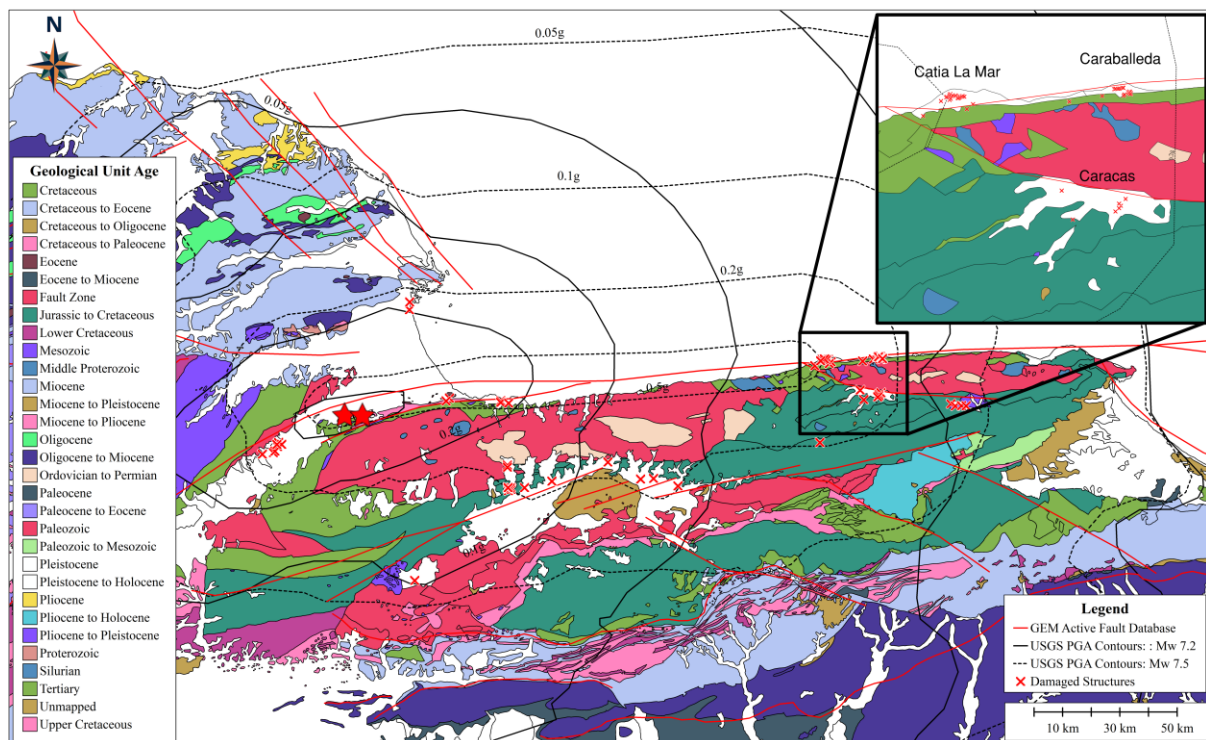 N
0.05g
0.05g
0.1g
0.2g
0.5g
0.2g
0.1g
Catia La Mar
Caraballeda
Caracas
Geological Unit Age
Cretaceous
Cretaceous to Eocene
Cretaceous to Oligocene
Cretaceous to Paleocene
Eocene
Eocene to Miocene
Fault Zone
Jurassic to Cretaceous
Lower Cretaceous
Mesozoic
Middle Proterozoic
Miocene
Miocene to Pleistocene
Miocene to Pliocene
Oligocene
Oligocene to Miocene
Ordovician to Permian
Paleocene
Paleocene to Eocene
Paleozoic
Paleozoic to Mesozoic
Pleistocene
Pleistocene to Holocene
Pliocene
Pliocene to Holocene
Pliocene to Pleistocene
Proterozoic
Silurian
Tertiary
Unmapped
Upper Cretaceous
Legend
GEM Active Fault Database
USGS PGA Contours: : Mw 7.2
USGS PGA Contours: Mw 7.5
Damaged Structures
10 km 30 km 50 km